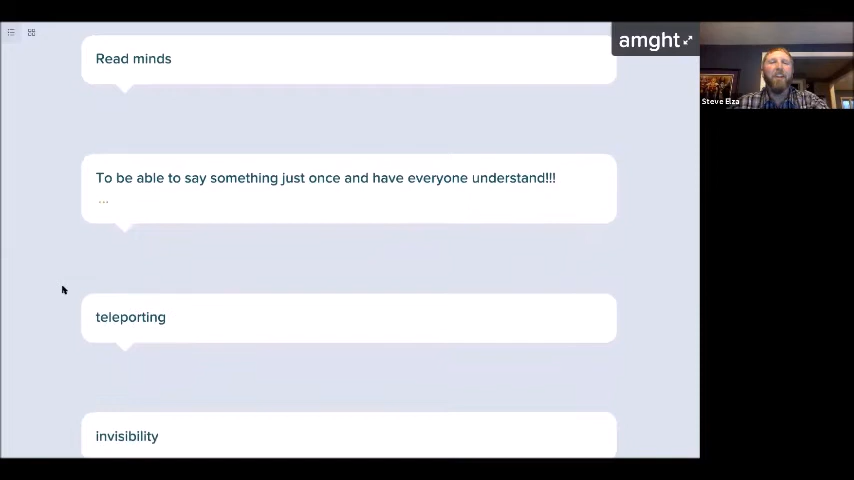 amght
Read minds
Steve Elza
To be able to say something just once and have everyone understand!!!
...
teleporting
invisibility